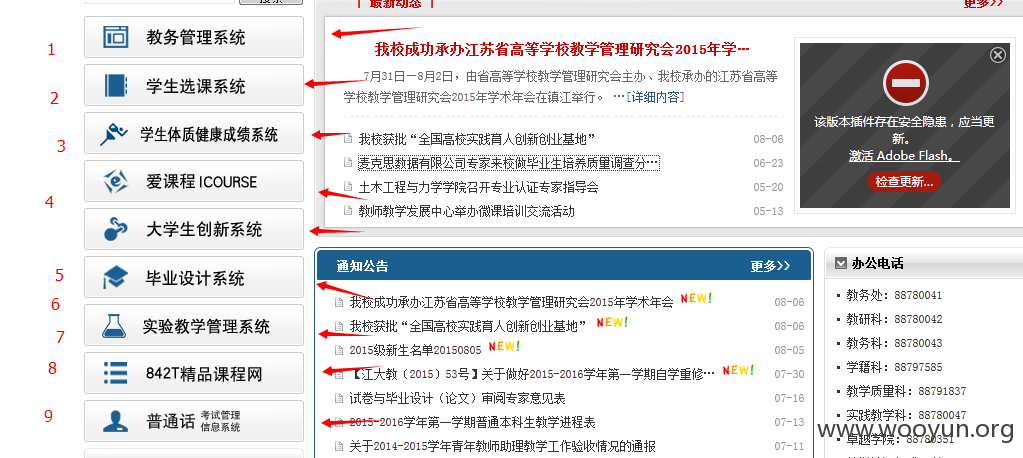 搜索
最新动态
更多>>
1
教务管理系统
2
学生选课系统
3
学生体质健康成绩系统
爱课程 ICOURSE
4
大学生创新系统
5
毕业设计系统
6
7
实验教学管理系统
8
842T精品课程网
9
普通话 考试管理
信息系统
我校成功承办江苏省高等学校教学管理研究会2015年学…
7月31日—8月2日，由省高等学校教学管理研究会主办、我校承办的江苏省高等
学校教学管理研究会2015年学术年会在镇江举行。 …[详细内容]
我校获批“全国高校实践育人创新创业基地” 08-06
麦克思数据有限公司专家来校做毕业生培养质量调查分… 06-23
土木工程与力学学院召开专业认证专家指导会 05-20
教师教学发展中心举办微课培训交流活动 05-13
该版本插件存在安全隐患，应当更
新。
激活 Adobe Flash。
检查更新...
通知公告 更多>>
我校成功承办江苏省高等学校教学管理研究会2015年学术年会 NEW! 08-06
我校获批“全国高校实践育人创新创业基地” NEW! 08-06
2015级新生名单20150805 NEW! 08-05
【江大教（2015）53号】关于做好2015-2016学年第一学期自学重修… NEW! 07-30
试卷与毕业设计（论文）审阅专家意见表 07-16
2015-2016学年第一学期普通本科生教学进程表 07-13
关于2014-2015学年青年教师助理教学工作验收情况的通报 07-11
办公电话
教务处: 88780041
教研科: 88780042
教务科: 88780043
学籍科: 88797585
教学质量科: 88791837
实践教学科: 88780047
卓越学院: 88780351
www.wooyun.org